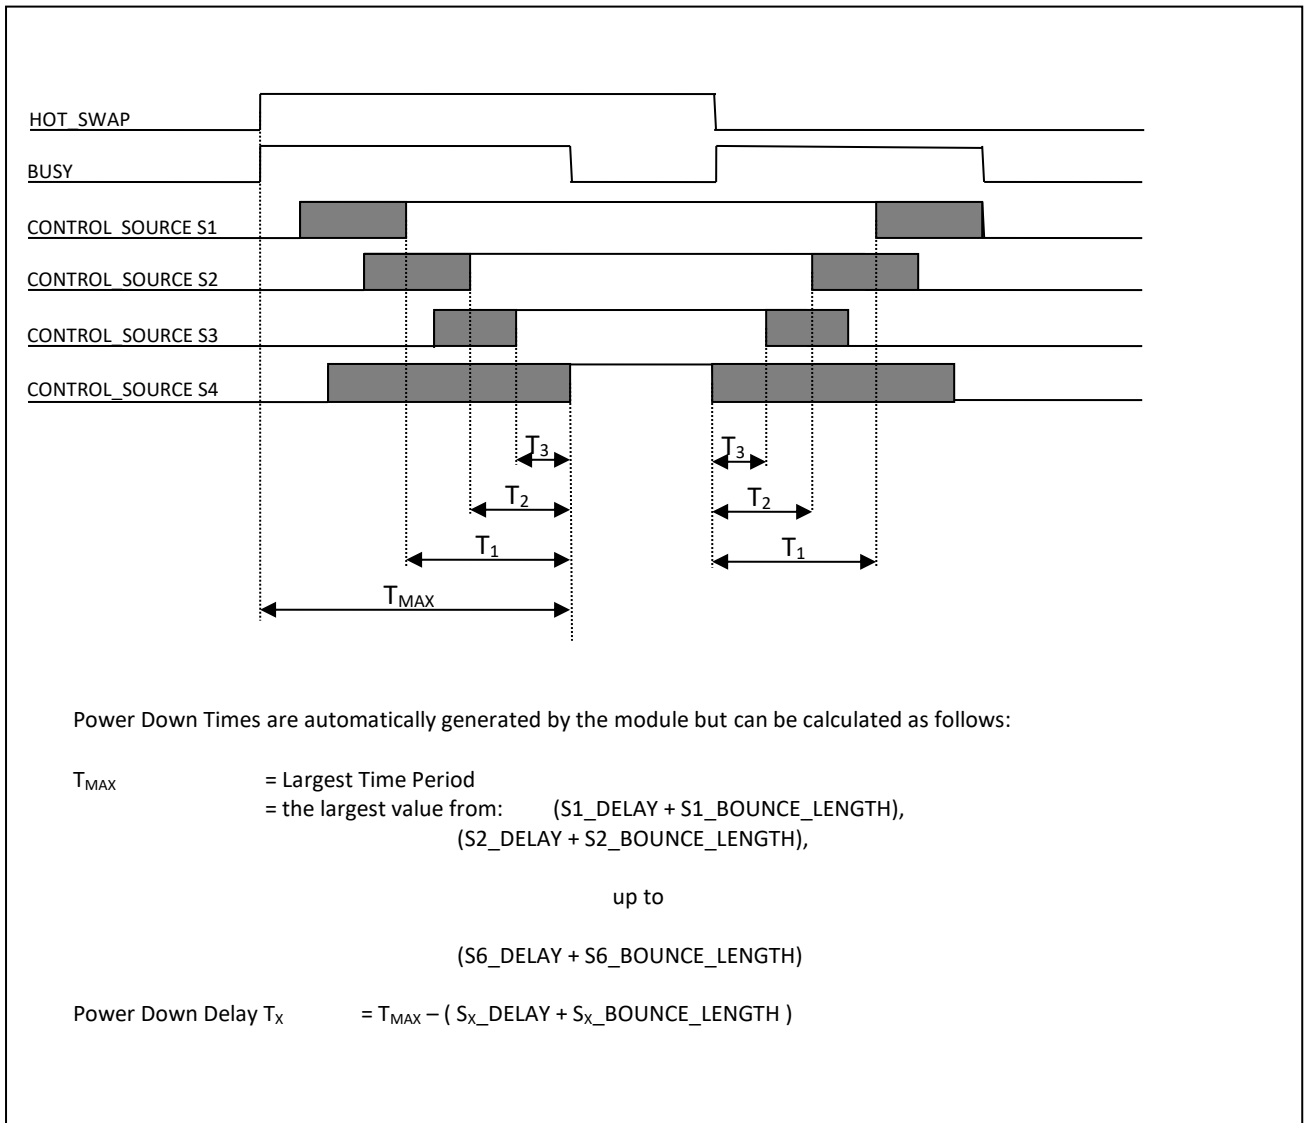 HOT_SWAP
BUSY
CONTROL_SOURCE S1
CONTROL_SOURCE S2
CONTROL_SOURCE S3
CONTROL_SOURCE S4
T3 T3
T2 T2
T1 T1
TMAX
Power Down Times are automatically generated by the module but can be calculated as follows:
TMAX = Largest Time Period
= the largest value from: (S1_DELAY + S1_BOUNCE_LENGTH),
(S2_DELAY + S2_BOUNCE_LENGTH),
up to
(S6_DELAY + S6_BOUNCE_LENGTH)
Power Down Delay TX = TMAX – ( SX_DELAY + SX_BOUNCE_LENGTH )